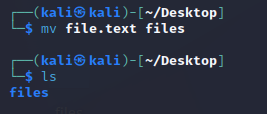 ┌──(kali㉿kali)-[~/Desktop]
└─$ mv file.text files
┌──(kali㉿kali)-[~/Desktop]
└─$ ls
files